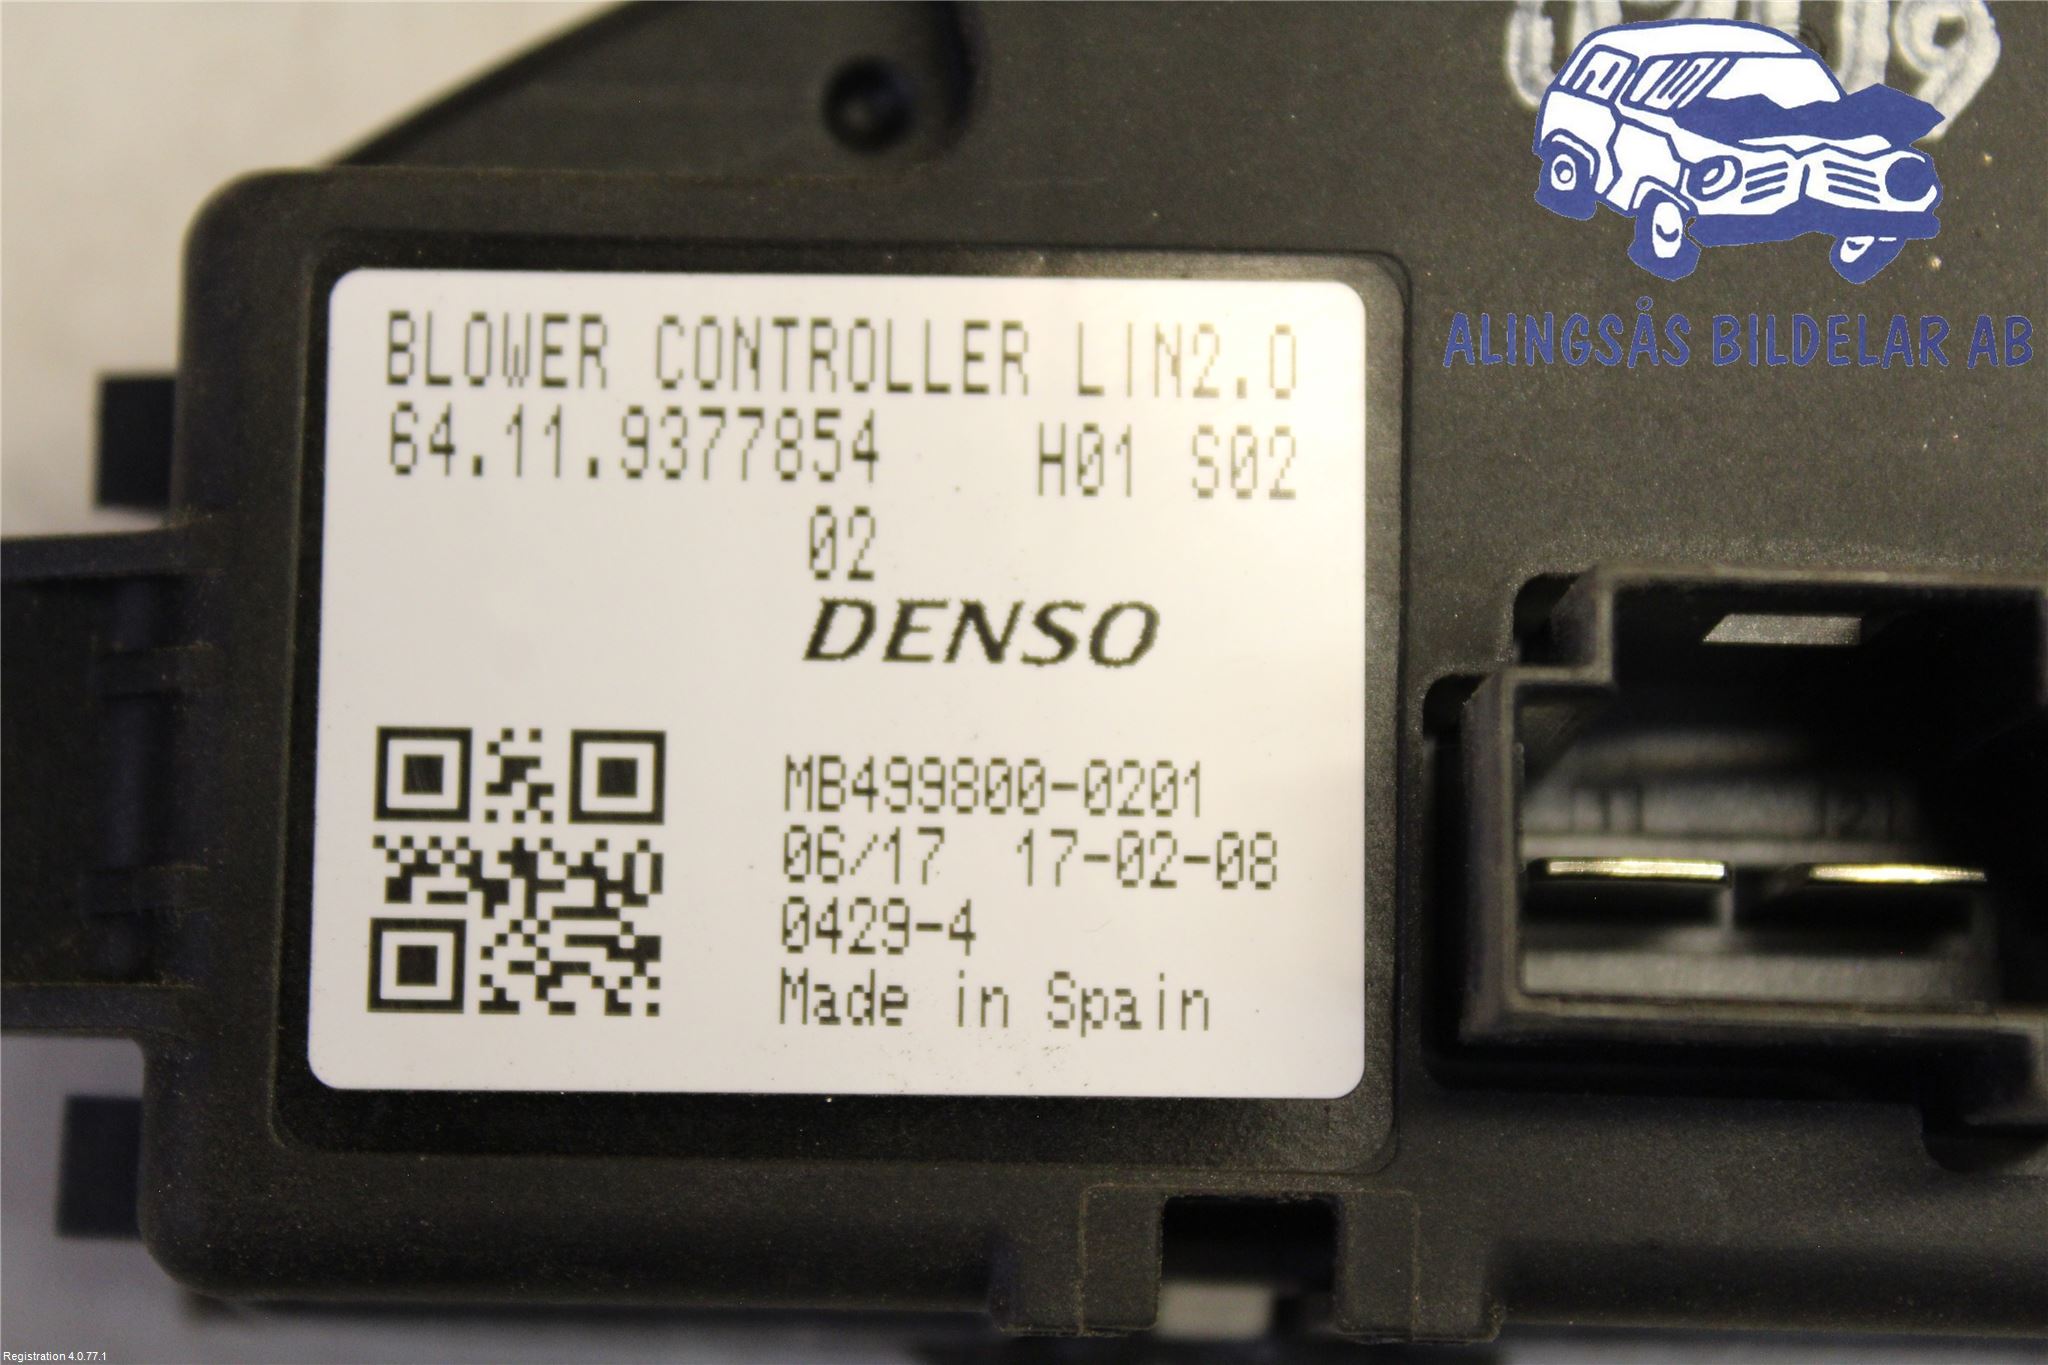 ALINGSÅS BILDELAR AB
BLOWER CONTROLLER LIN2.0
64.11.9377854 H01 S02
02
DENSO
MB499800-0201
06/17 17-02-08
0429-4
Made in Spain
Registration 4.0.77.1